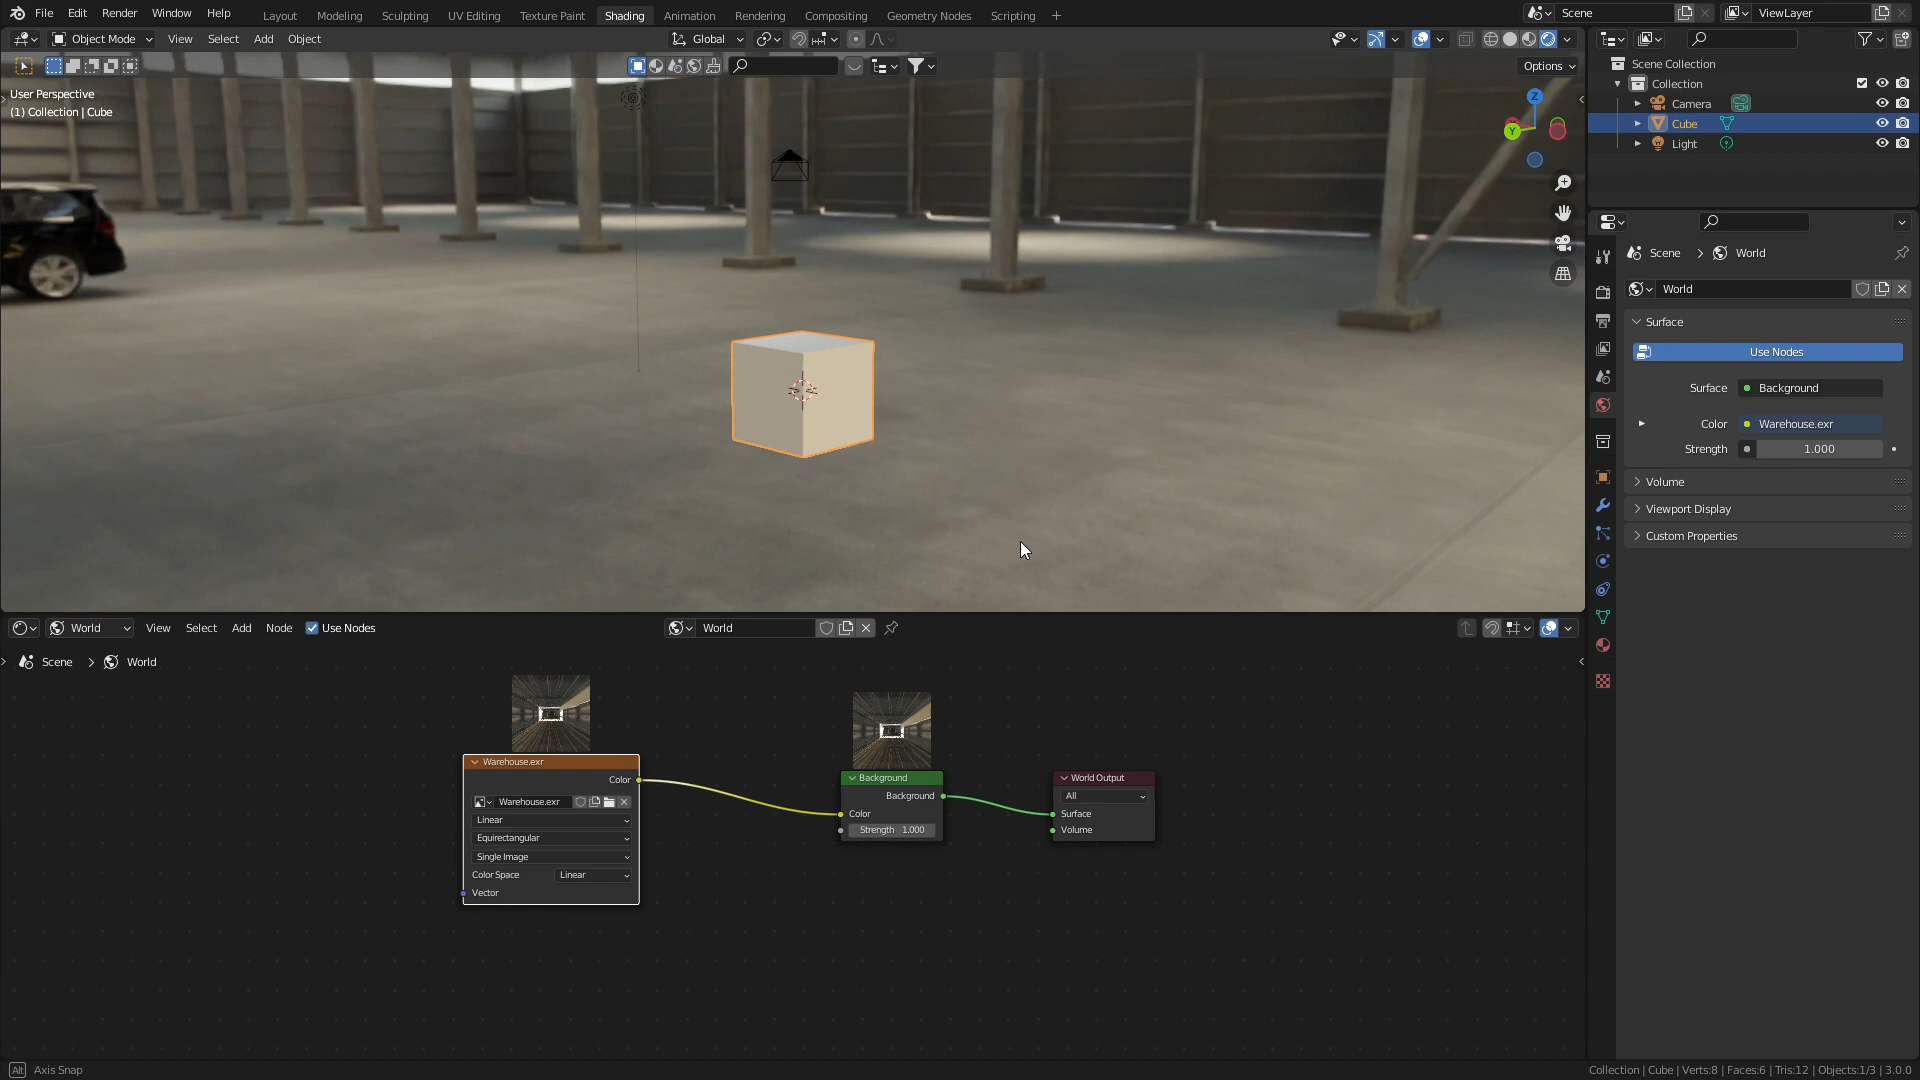 File Edit Render Window Help Layout Modeling Sculpting UV Editing Texture Paint Shading Animation Rendering Compositing Geometry Nodes Scripting + Scene ViewLayer
Object Mode View Select Add Object Global
Options
User Perspective
(1) Collection | Cube
Z
Y
Scene Collection
Collection
Camera
Cube
Light
Scene > World
World
Surface
Use Nodes
Surface Background
Color Warehouse.exr
Strength 1.000
Volume
Viewport Display
Custom Properties
World View Select Add Node Use Nodes World
Scene > World
Warehouse.exr
Color
Warehouse.exr
Linear
Equirectangular
Single Image
Color Space Linear
Vector
Background
Background
Color
Strength 1.000
World Output
All
Surface
Volume
Alt Axis Snap
Collection | Cube | Verts:8 | Faces:6 | Tris:12 | Objects:1/3 | 3.0.0